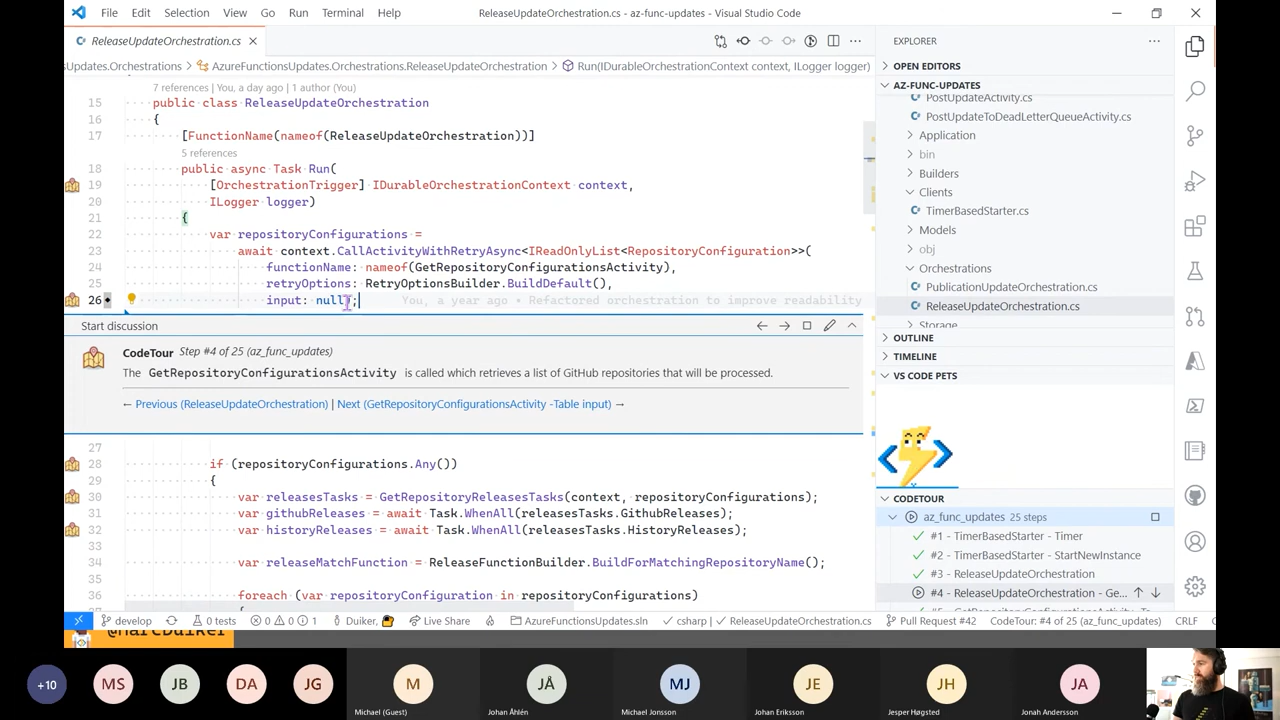 File Edit Selection View Go Run Terminal Help ReleaseUpdateOrchestration.cs - az-func-updates - Visual Studio Code
ReleaseUpdateOrchestration.cs
sUpdates.Orchestrations > AzureFunctionsUpdates.Orchestrations.ReleaseUpdateOrchestration > Run(IDurableOrchestrationContext context, ILogger logger)
7 references | You, a day ago | 1 author (You)
15 public class ReleaseUpdateOrchestration
16 {
17 [FunctionName(nameof(ReleaseUpdateOrchestration))]
5 references
18 public async Task Run(
19 [OrchestrationTrigger] IDurableOrchestrationContext context,
20 ILogger logger)
21 {
22 var repositoryConfigurations =
23 await context.CallActivityWithRetryAsync<IReadOnlyList<RepositoryConfiguration>>(
24 functionName: nameof(GetRepositoryConfigurationsActivity),
25 retryOptions: RetryOptionsBuilder.BuildDefault(),
26 input: null); You, a year ago • Refactored orchestration to improve readability
Start discussion
CodeTour Step #4 of 25 (az_func_updates)
The GetRepositoryConfigurationsActivity is called which retrieves a list of GitHub repositories that will be processed.
← Previous (ReleaseUpdateOrchestration) | Next (GetRepositoryConfigurationsActivity -Table input) →
27
28 if (repositoryConfigurations.Any())
29 {
30 var releasesTasks = GetRepositoryReleasesTasks(context, repositoryConfigurations);
31 var githubReleases = await Task.WhenAll(releasesTasks.GithubReleases);
32 var historyReleases = await Task.WhenAll(releasesTasks.HistoryReleases);
33
34 var releaseMatchFunction = ReleaseFunctionBuilder.BuildForMatchingRepositoryName();
35
36 foreach (var repositoryConfiguration in repositoryConfigurations)
EXPLORER
OPEN EDITORS
AZ-FUNC-UPDATES
PostUpdateActivity.cs
PostUpdateToDeadLetterQueueActivity.cs
Application
bin
Builders
Clients
TimerBasedStarter.cs
Models
obj
Orchestrations
PublicationUpdateOrchestration.cs
ReleaseUpdateOrchestration.cs
Storage
OUTLINE
TIMELINE
VS CODE PETS
CODETOUR
az_func_updates 25 steps
#1 - TimerBasedStarter - Timer
#2 - TimerBasedStarter - StartNewInstance
#3 - ReleaseUpdateOrchestration
#4 - ReleaseUpdateOrchestration - Ge...
develop 0 tests 0 0 1 Duiker, Live Share AzureFunctionsUpdates.sln csharp ReleaseUpdateOrchestration.cs Pull Request #42 CodeTour: #4 of 25 (az_func_updates) CRLF
@marcduiker
+10 MS JB DA JG M JÅ MJ JE JH JA
Michael (Guest) Johan Åhlén Michael Jonsson Johan Eriksson Jesper Høgsted Jonah Andersson